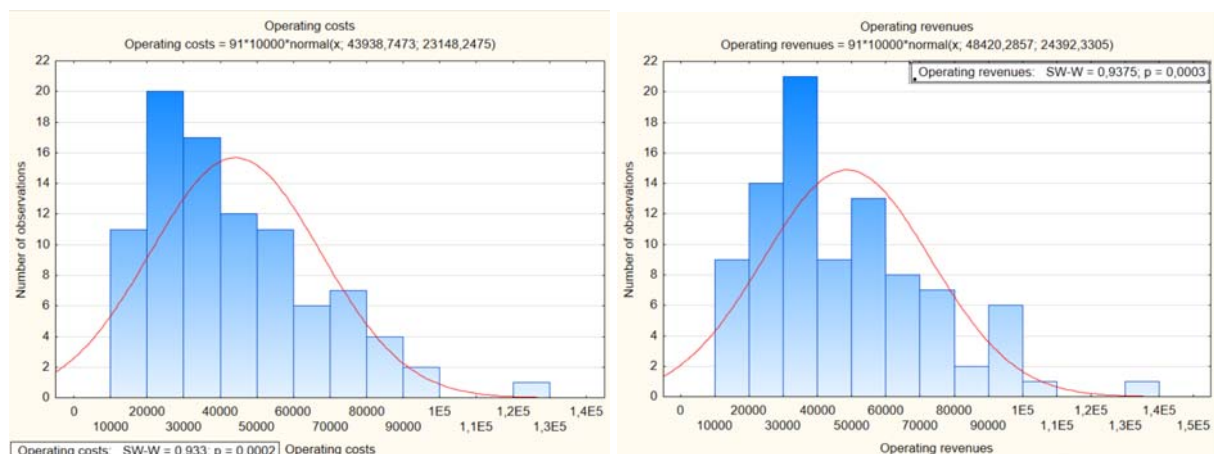 Operating costs
Operating costs = 91*10000*normal(x; 43938,7473; 23148,2475)
22
20
18
16
14
12
10
8
6
4
2
0
Number of observations
0 20000 40000 60000 80000 1E5 1,2E5 1,4E5
10000 30000 50000 70000 90000 1,1E5 1,3E5
Operating costs: SW-W = 0,933; p = 0,0002
Operating costs
Operating revenues
Operating revenues = 91*10000*normal(x; 48420,2857; 24392,3305)
Operating revenues: SW-W = 0,9375; p = 0,0003
22
20
18
16
14
12
10
8
6
4
2
0
Number of observations
0 20000 40000 60000 80000 1E5 1,2E5 1,4E5
10000 30000 50000 70000 90000 1,1E5 1,3E5 1,5E5
Operating revenues